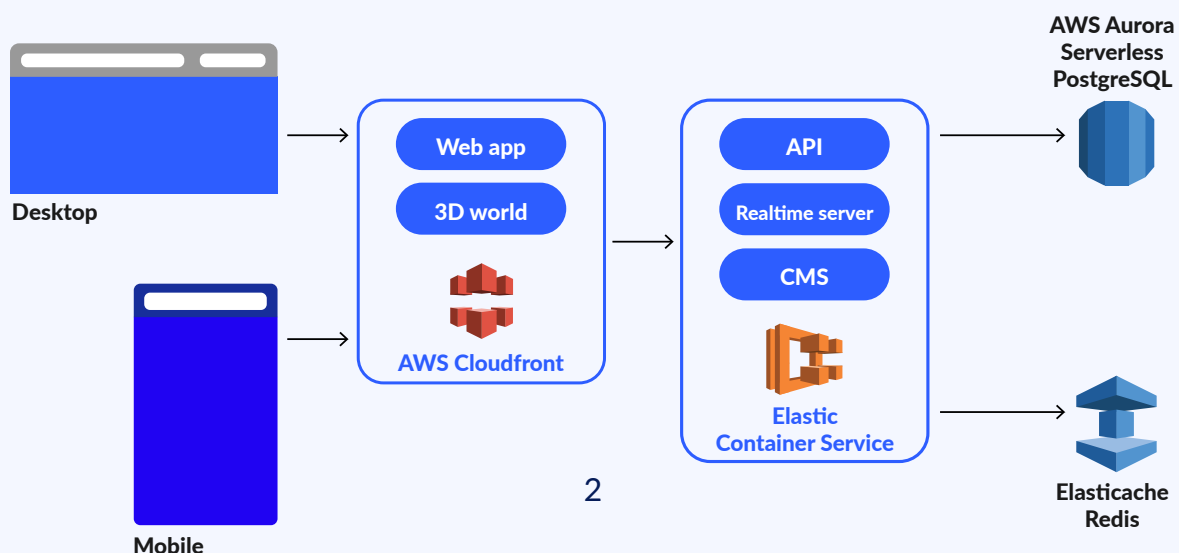 Desktop
Mobile
Web app
3D world
AWS Cloudfront
API
Realtime server
CMS
Elastic
Container Service
AWS Aurora
Serverless
PostgreSQL
Elasticache
Redis
2